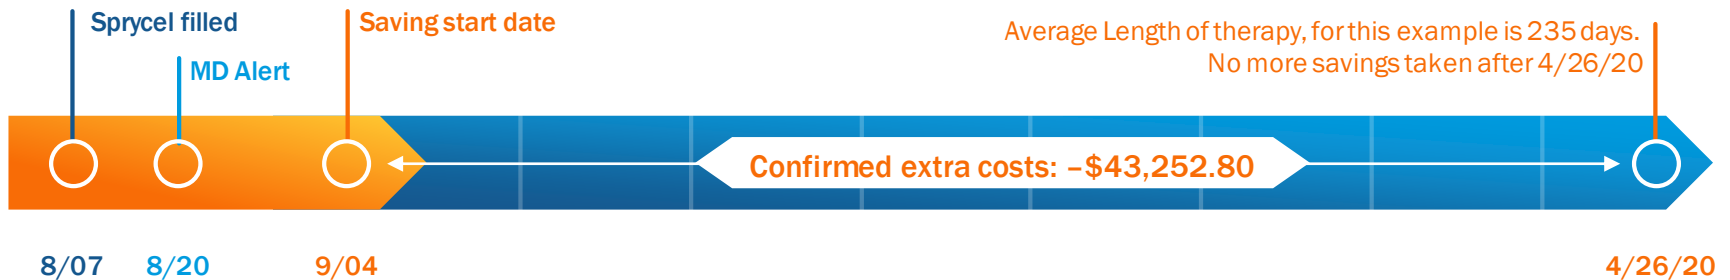 Sprycel filled
MD Alert
Saving start date
Average Length of therapy, for this example is 235 days.
No more savings taken after 4/26/20
Confirmed extra costs: –$43,252.80
8/07
8/20
9/04
4/26/20